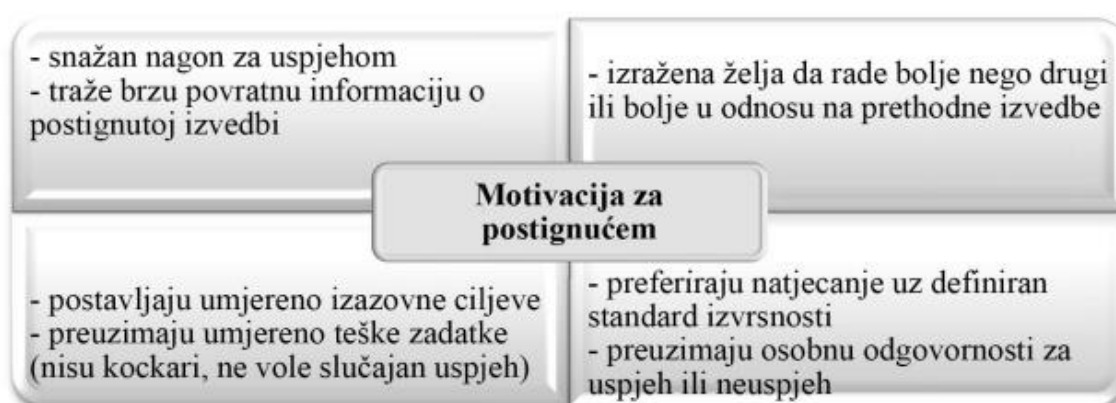 - snažan nagon za uspjehom
- traže brzu povratnu informaciju o
postignutoj izvedbi
- izražena želja da rade bolje nego drugi
ili bolje u odnosu na prethodne izvedbe
Motivacija za
postignućem
- postavljaju umjereno izazovne ciljeve
- preuzimaju umjereno teške zadatke
(nisu kockari, ne vole slučajan uspjeh)
- preferiraju natjecanje uz definiran
standard izvrsnosti
- preuzimaju osobnu odgovornosti za
uspjeh ili neuspjeh